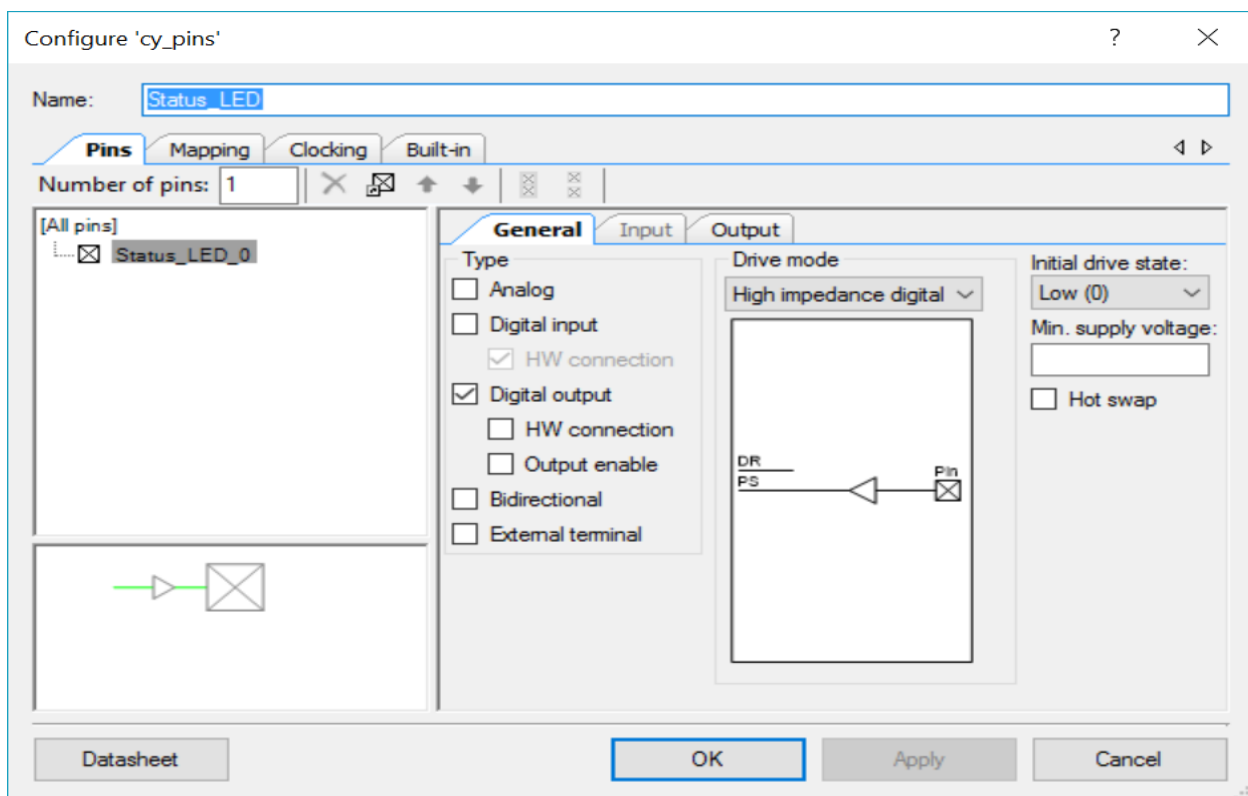 Configure 'cy_pins'
?
Name: Status_LED
Pins Mapping Clocking Built-in
Number of pins: 1
[All pins]
Status_LED_0
General Input Output
Type
Analog
Digital input
HW connection
Digital output
HW connection
Output enable
Bidirectional
External terminal
Drive mode
High impedance digital
DR
PS
Pin
Initial drive state:
Low (0)
Min. supply voltage:
Hot swap
Datasheet OK Apply Cancel